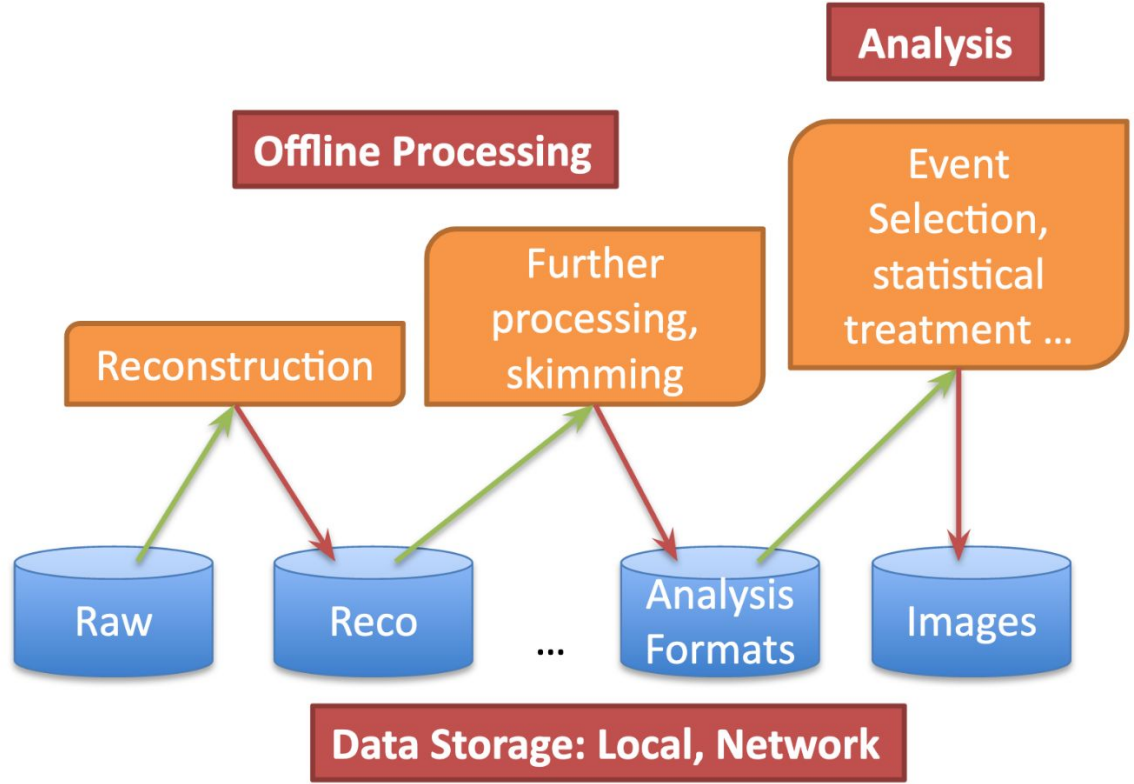 Analysis
Offline Processing
Event
Selection,
statistical
treatment ...
Further
processing,
skimming
Reconstruction
Raw
Reco
...
Analysis
Formats
Images
Data Storage: Local, Network